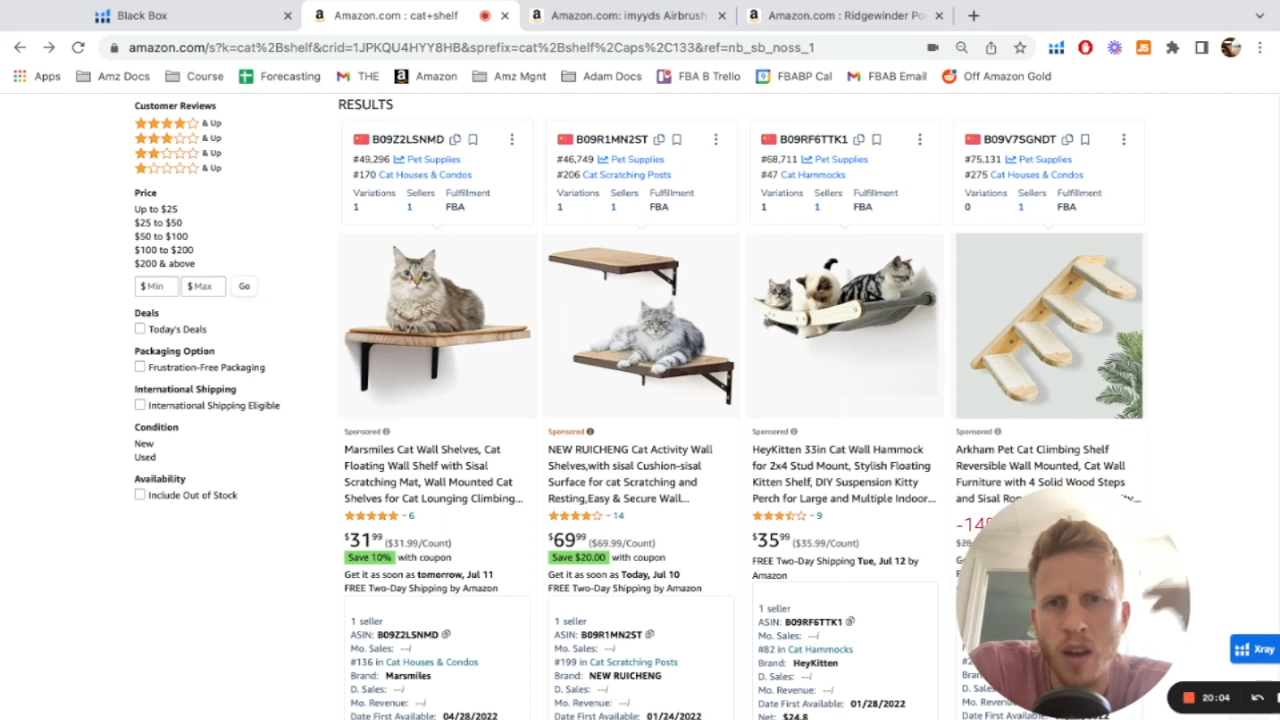 Black Box
Amazon.com : cat+shelf
Amazon.com: imyyds Airbrush
Amazon.com : Ridgewinder Po
amazon.com/s?k=cat%2Bshelf&crid=1JPKQU4HYY8HB&sprefix=cat%2Bshelf%2Caps%2C133&ref=nb_sb_noss_1
Apps
Amz Docs
Course
Forecasting
THE
Amazon
Amz Mgnt
Adam Docs
FBA B Trello
FBABP Cal
FBAB Email
Off Amazon Gold
Customer Reviews
& Up
& Up
& Up
& Up
Price
Up to $25
$25 to $50
$50 to $100
$100 to $200
$200 & above
$ Min $ Max Go
Deals
Today's Deals
Packaging Option
Frustration-Free Packaging
International Shipping
International Shipping Eligible
Condition
New
Used
Availability
Include Out of Stock
RESULTS
B09Z2LSNMD
#49,296 Pet Supplies
#170 Cat Houses & Condos
Variations Sellers Fulfillment
1 1 FBA
Sponsored
Marsmiles Cat Wall Shelves, Cat
Floating Wall Shelf with Sisal
Scratching Mat, Wall Mounted Cat
Shelves for Cat Lounging Climbing...
6
$31.99 ($31.99/Count)
Save 10% with coupon
Get it as soon as tomorrow, Jul 11
FREE Two-Day Shipping by Amazon
1 seller
ASIN: B09Z2LSNMD
Mo. Sales: --i
#136 in Cat Houses & Condos
Brand: Marsmiles
D. Sales: --i
Mo. Revenue: --i
Date First Available: 04/28/2022
B09R1MN2ST
#46,749 Pet Supplies
#206 Cat Scratching Posts
Variations Sellers Fulfillment
1 1 FBA
Sponsored
NEW RUICHENG Cat Activity Wall
Shelves,with sisal Cushion-sisal
Surface for cat Scratching and
Resting,Easy & Secure Wall...
14
$69.99 ($69.99/Count)
Save $20.00 with coupon
Get it as soon as Today, Jul 10
FREE Two-Day Shipping by Amazon
1 seller
ASIN: B09R1MN2ST
Mo. Sales: --i
#199 in Cat Scratching Posts
Brand: NEW RUICHENG
D. Sales: --i
Mo. Revenue: --i
Date First Available: 01/24/2022
B09RF6TTK1
#68,711 Pet Supplies
#47 Cat Hammocks
Variations Sellers Fulfillment
1 1 FBA
Sponsored
HeyKitten 33in Cat Wall Hammock
for 2x4 Stud Mount, Stylish Floating
Kitten Shelf, DIY Suspension Kitty
Perch for Large and Multiple Indoor...
9
$35.99 ($35.99/Count)
FREE Two-Day Shipping Tue, Jul 12 by
Amazon
1 seller
ASIN: B09RF6TTK1
Mo. Sales: --i
#82 in Cat Hammocks
Brand: HeyKitten
D. Sales: --i
Mo. Revenue: --i
Date First Available: 01/28/2022
Net: $24.8
B09V7SGNDT
#75,131 Pet Supplies
#275 Cat Houses & Condos
Variations Sellers Fulfillment
0 1 FBA
Sponsored
Arkham Pet Cat Climbing Shelf
Reversible Wall Mounted, Cat Wall
Furniture with 4 Solid Wood Steps
and Sisal
Xray
20:04